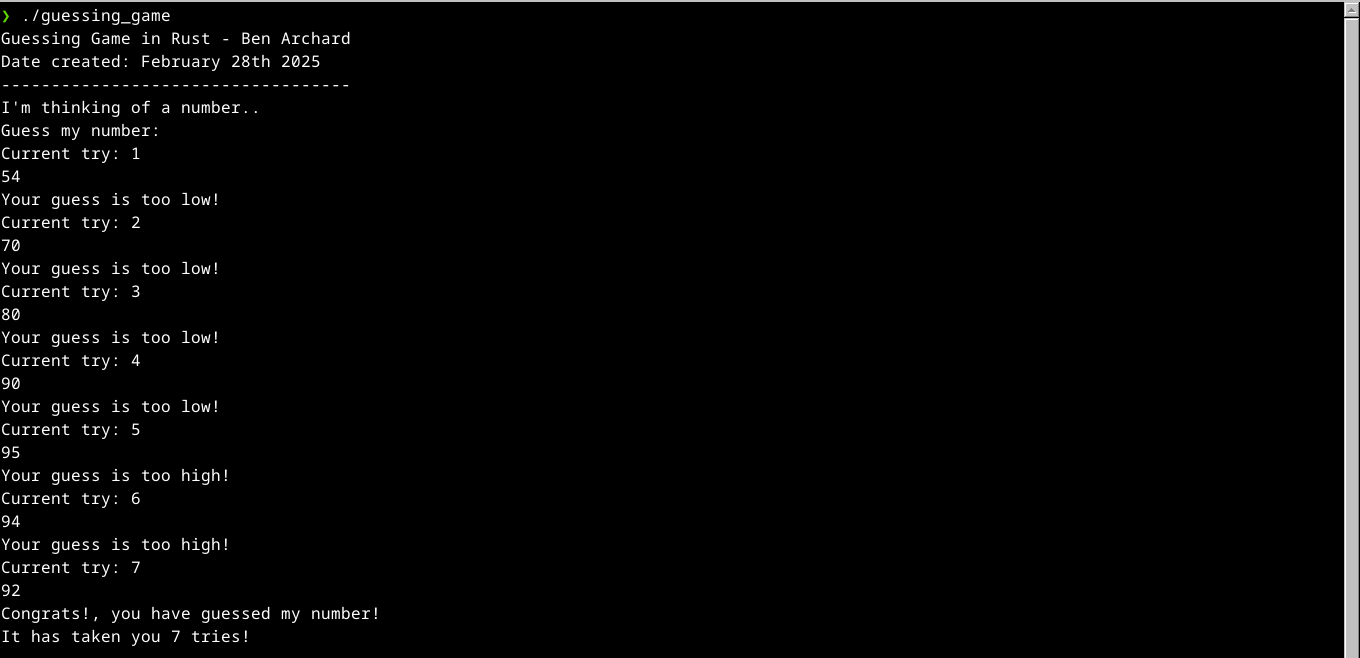 ❯ ./guessing_game
Guessing Game in Rust - Ben Archard
Date created: February 28th 2025
-----------------------------------
I'm thinking of a number..
Guess my number:
Current try: 1
54
Your guess is too low!
Current try: 2
70
Your guess is too low!
Current try: 3
80
Your guess is too low!
Current try: 4
90
Your guess is too low!
Current try: 5
95
Your guess is too high!
Current try: 6
94
Your guess is too high!
Current try: 7
92
Congrats!, you have guessed my number!
It has taken you 7 tries!